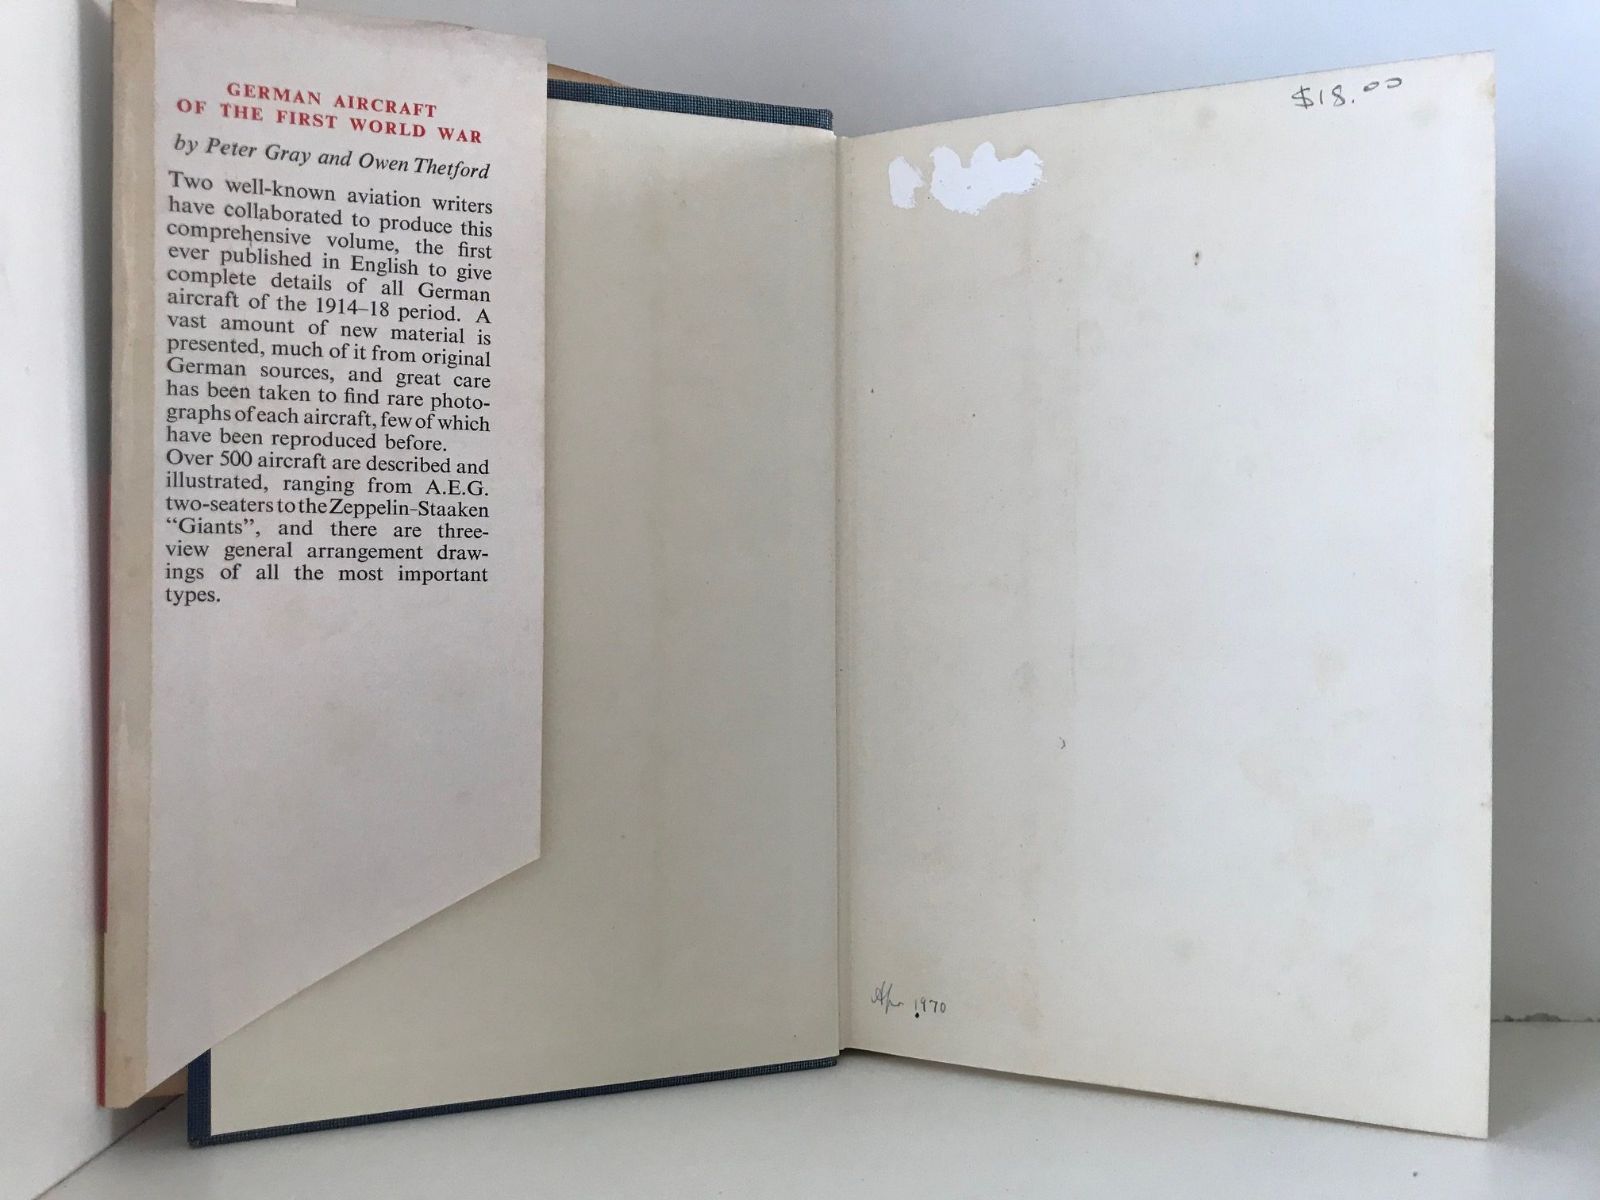 GERMAN AIRCRAFT
OF THE FIRST WORLD WAR
by Peter Gray and Owen Thetford
Two well-known aviation writers
have collaborated to produce this
comprehensive volume, the first
ever published in English to give
complete details of all German
aircraft of the 1914–18 period. A
vast amount of new material is
presented, much of it from original
German sources, and great care
has been taken to find rare photo-
graphs of each aircraft, few of which
have been reproduced before.
Over 500 aircraft are described and
illustrated, ranging from A.E.G.
two-seaters to the Zeppelin-Staaken
“Giants”, and there are three-
view general arrangement draw-
ings of all the most important
types.
$18.00
Apr 1970